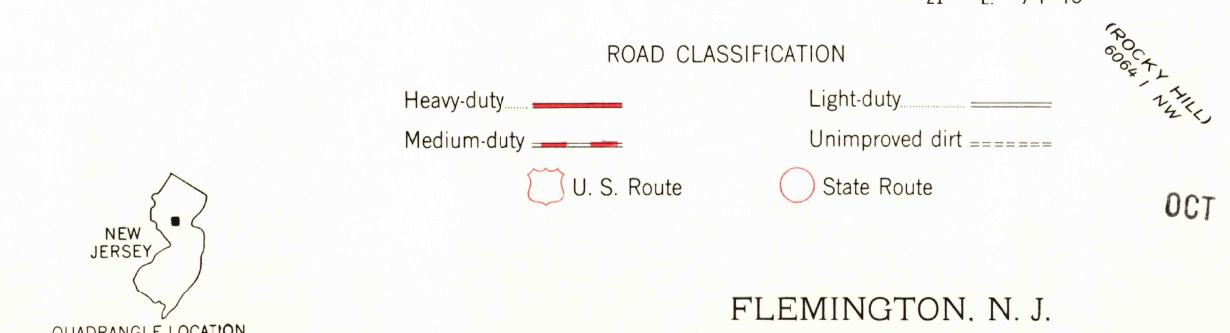 ROAD CLASSIFICATION
Heavy-duty
Light-duty
Medium-duty
Unimproved dirt
U. S. Route
State Route
(ROCKY HILL)
6064 I NW
OCT
NEW
JERSEY
QUADRANGLE LOCATION
FLEMINGTON, N. J.